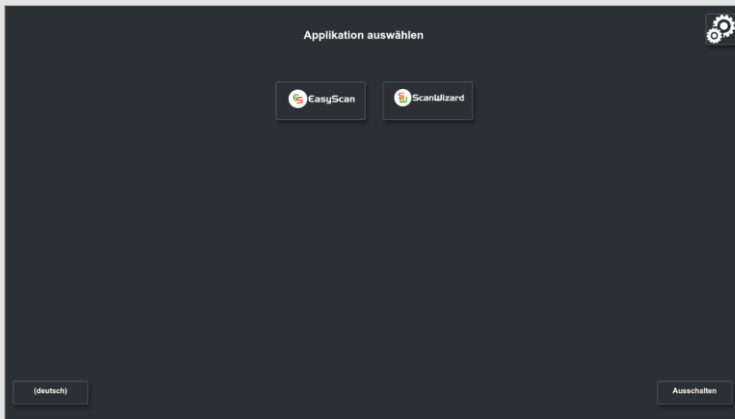 Applikation auswählen
EasyScan
ScanWizard
(deutsch)
Ausschalten